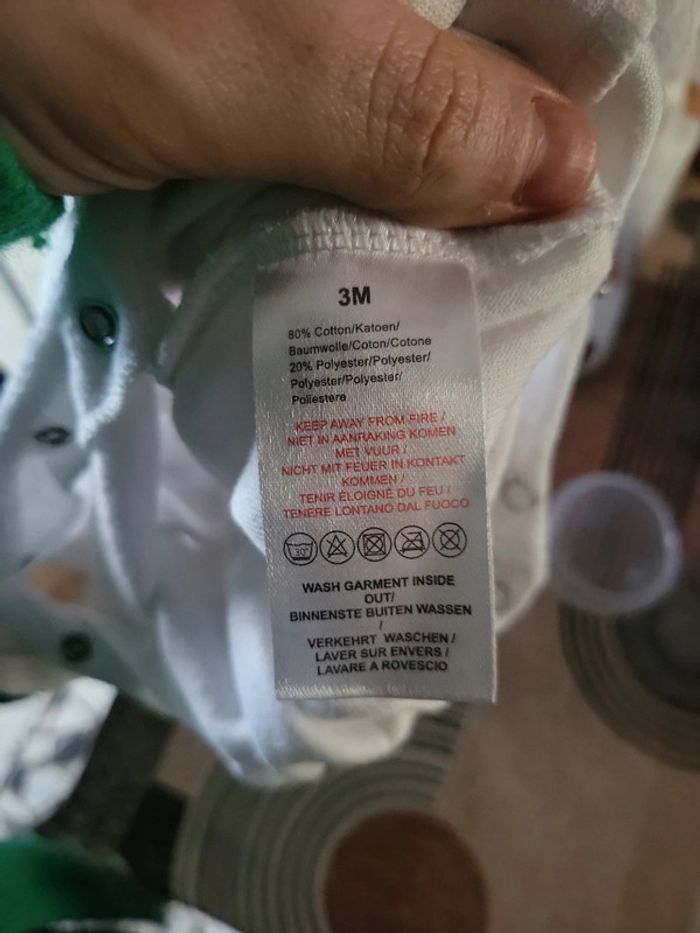 3M
80% Cotton/Katoen/
Baumwolle/Coton/Cotone
20% Polyester/Polyester/
Polyester/Polyester/
Poliestere
KEEP AWAY FROM FIRE /
NIET IN AANRAKING KOMEN
MET VUUR /
NICHT MIT FEUER IN KONTAKT
KOMMEN /
TENIR ÉLOIGNÉ DU FEU /
TENERE LONTANO DAL FUOCO
30°
WASH GARMENT INSIDE
OUT/
BINNENSTE BUITEN WASSEN
/
VERKEHRT WASCHEN /
LAVER SUR ENVERS /
LAVARE A ROVESCIO